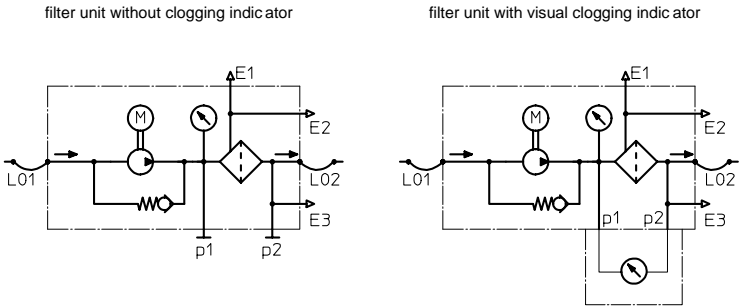 filter unit without clogging indicator
filter unit with visual clogging indicator
E1
M
E2
L01
L02
E3
p1
p2
E1
M
E2
L01
L02
p1
p2
E3